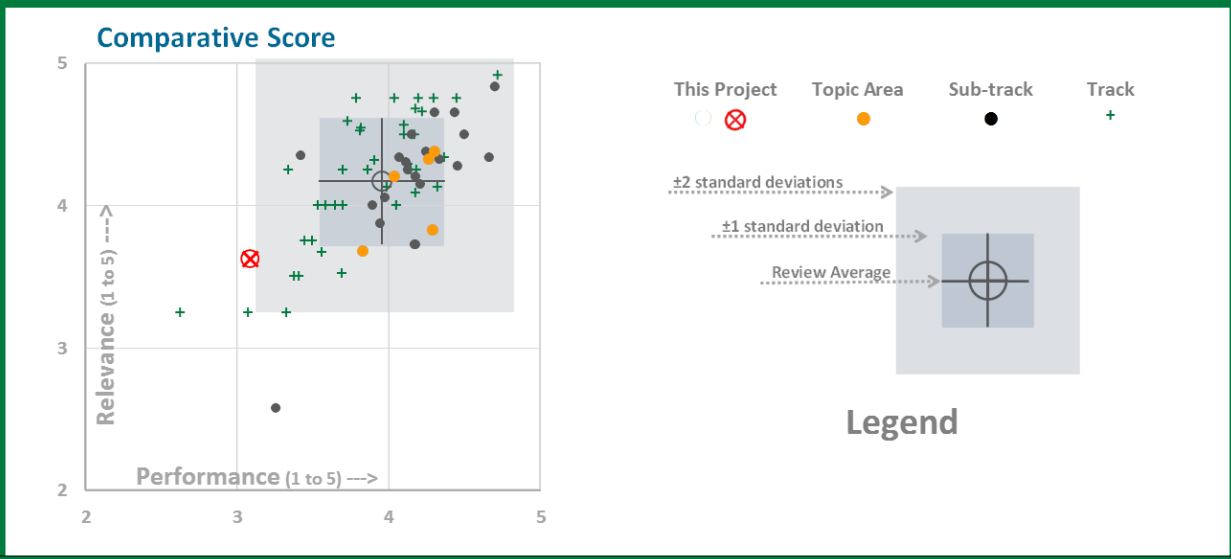 Comparative Score
5
4
3
2
2
3
4
5
Relevance (1 to 5) --->
Performance (1 to 5) --->
This Project
Topic Area
Sub-track
Track
±2 standard deviations
±1 standard deviation
Review Average
Legend